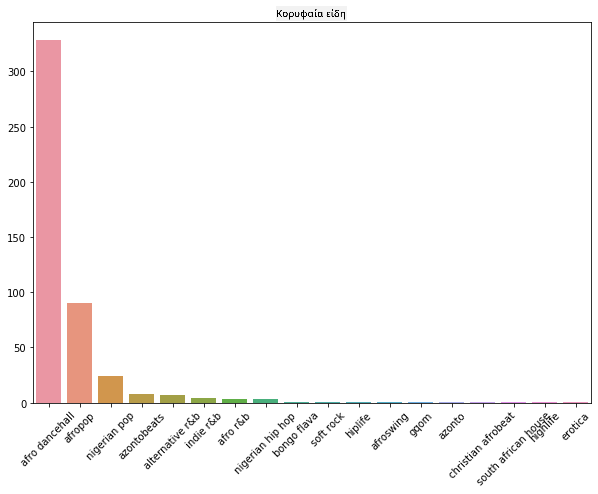 Κορυφαία είδη
300
250
200
150
100
50
0
afro dancehall
afropop
nigerian pop
azontobeats
alternative r&b
indie r&b
afro r&b
nigerian hip hop
bongo flava
soft rock
hiplife
afroswing
gqom
azonto
christian afrobeat
south african house
highlife
erotica